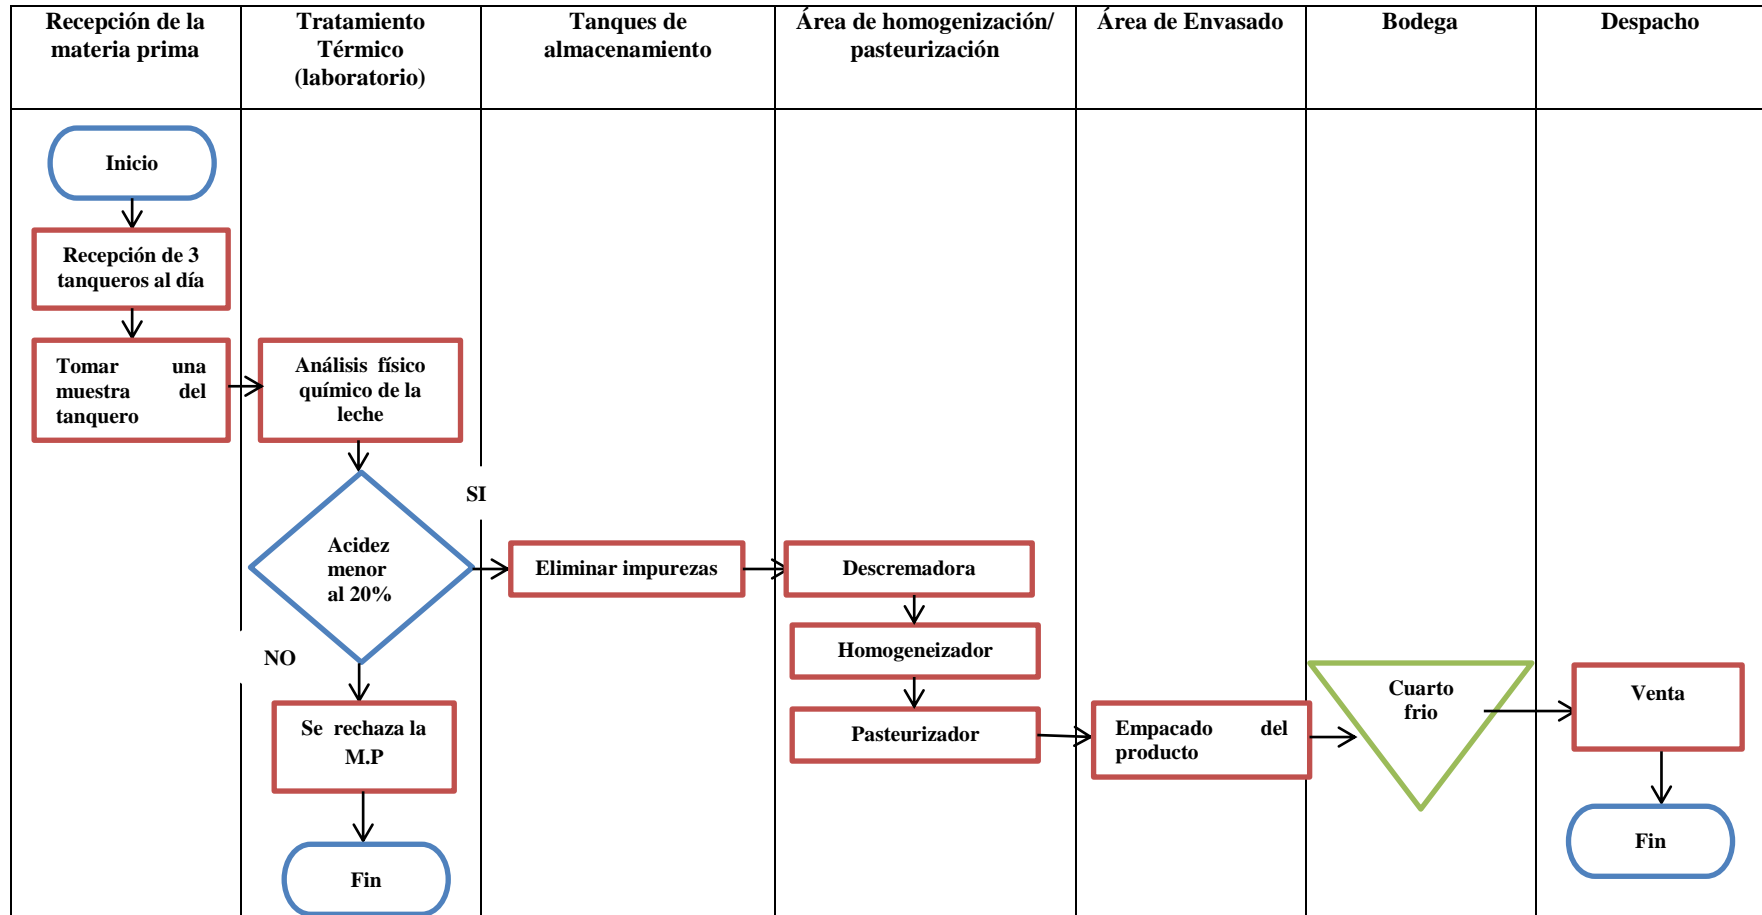 Recepción de la
materia prima
Tratamiento
Térmico
(laboratorio)
Tanques de
almacenamiento
Área de homogenización/
pasteurización
Área de Envasado
Bodega
Despacho
Inicio
Recepción de 3
tanqueros al día
Tomar una
muestra del
tanquero
Análisis físico
químico de la
leche
SI
Acidez
menor
al 20%
NO
Se rechaza la
M.P
Fin
Eliminar impurezas
Descremadora
Homogeneizador
Pasteurizador
Empacado del
producto
Cuarto
frio
Venta
Fin